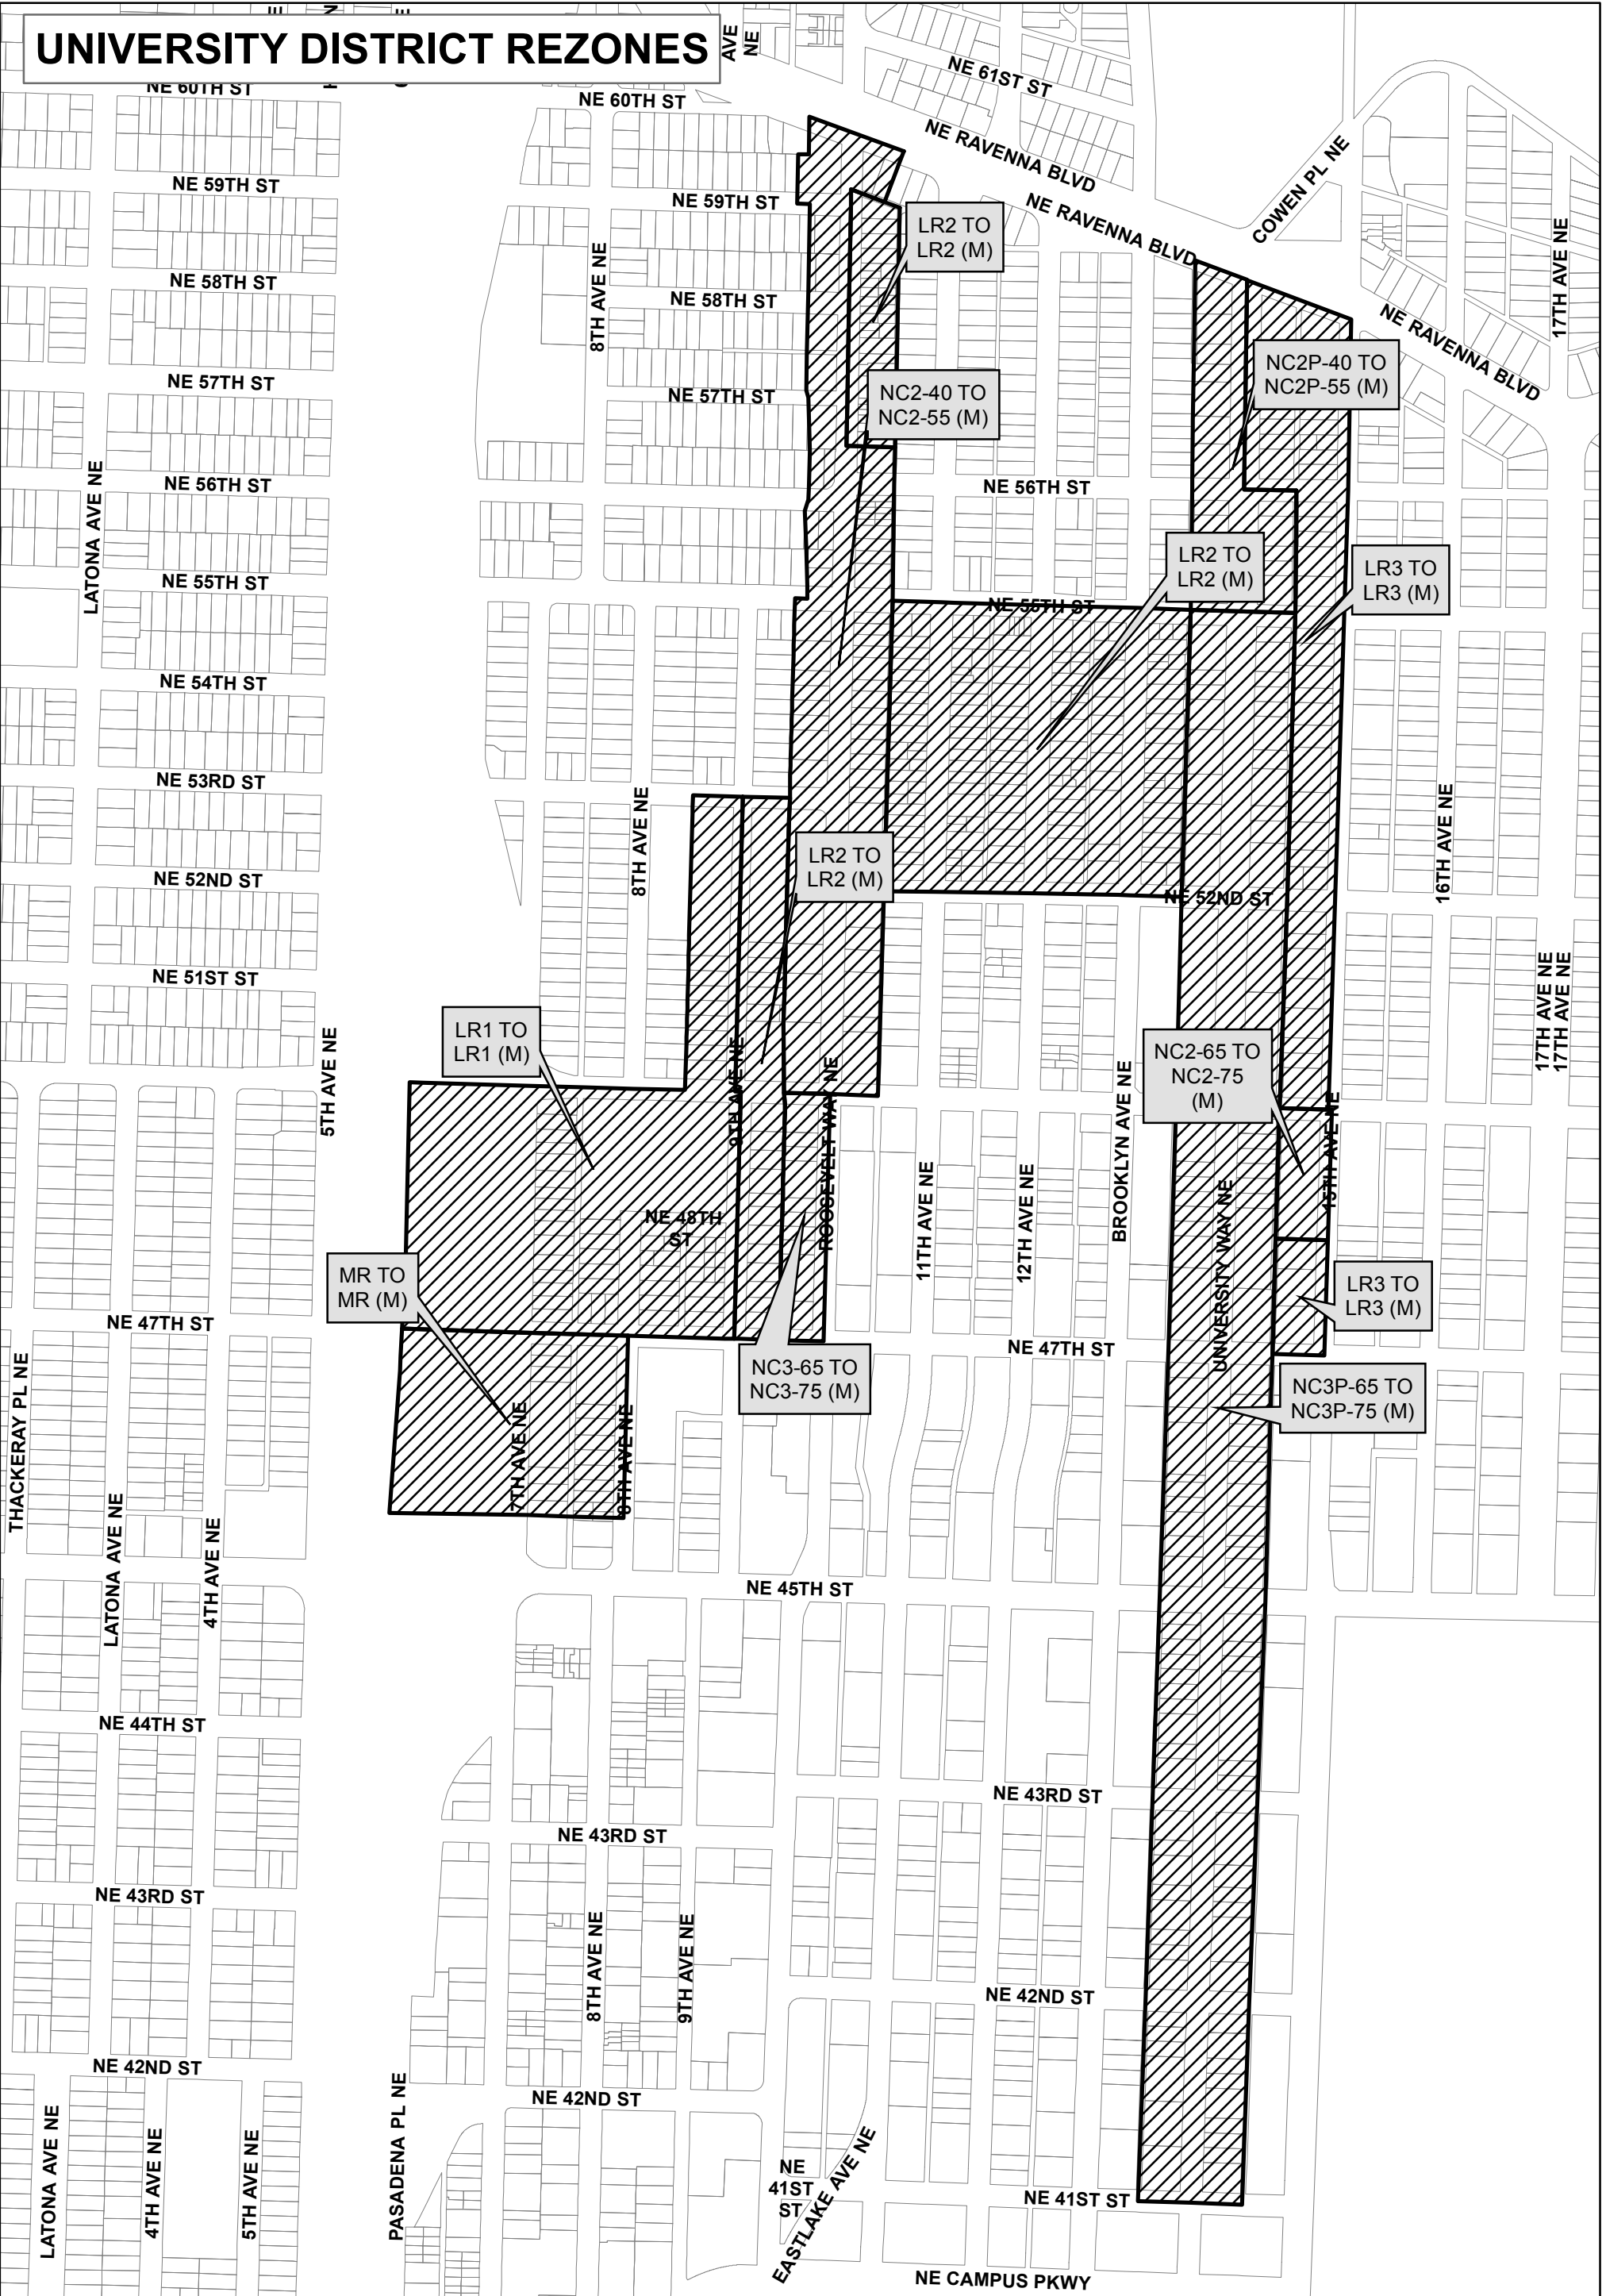 UNIVERSITY DISTRICT REZONES
AVE
NE
NE 60TH ST
NE 60TH ST
NE 61ST ST
NE RAVENNA BLVD
NE RAVENNA BLVD
COWEN PL NE
NE RAVENNA BLVD
17TH AVE NE
NE 59TH ST
NE 59TH ST
8TH AVE NE
LR2 TO
LR2 (M)
NE 58TH ST
NE 58TH ST
NC2P-40 TO
NC2P-55 (M)
NE 57TH ST
NE 57TH ST
NC2-40 TO
NC2-55 (M)
NE 56TH ST
NE 56TH ST
LATONA AVE NE
LR2 TO
LR2 (M)
LR3 TO
LR3 (M)
NE 55TH ST
NE 55TH ST
NE 54TH ST
NE 53RD ST
8TH AVE NE
16TH AVE NE
LR2 TO
LR2 (M)
NE 52ND ST
NE 52ND ST
NE 51ST ST
17TH AVE NE
17TH AVE NE
5TH AVE NE
LR1 TO
LR1 (M)
9TH AVE NE
ROOSEVELT WAY NE
BROOKLYN AVE NE
NC2-65 TO
NC2-75
(M)
15TH AVE NE
11TH AVE NE
12TH AVE NE
UNIVERSITY WAY NE
NE 48TH
ST
MR TO
MR (M)
LR3 TO
LR3 (M)
NE 47TH ST
NE 47TH ST
NC3-65 TO
NC3-75 (M)
NC3P-65 TO
NC3P-75 (M)
THACKERAY PL NE
7TH AVE NE
8TH AVE NE
LATONA AVE NE
4TH AVE NE
NE 45TH ST
NE 44TH ST
NE 43RD ST
NE 43RD ST
NE 43RD ST
8TH AVE NE
9TH AVE NE
NE 42ND ST
NE 42ND ST
NE 42ND ST
LATONA AVE NE
4TH AVE NE
5TH AVE NE
PASADENA PL NE
NE
41ST
ST
EASTLAKE AVE NE
NE 41ST ST
NE CAMPUS PKWY